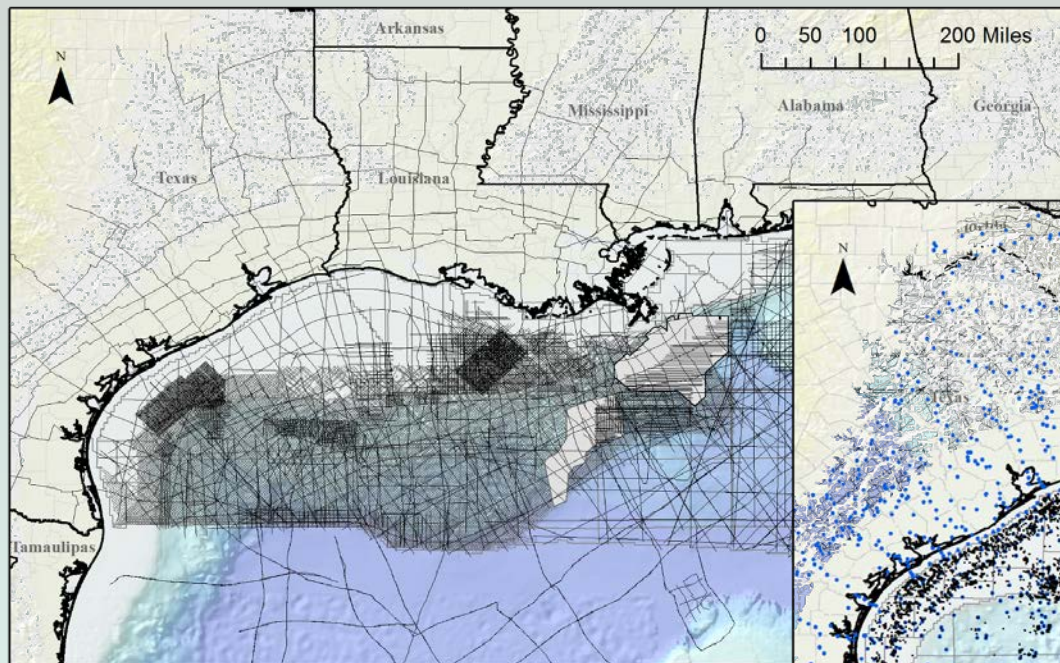 Arkansas
0 50 100 200 Miles
N
Mississippi
Alabama
Georgia
Texas
Louisiana
N
Texas
Tamaulipas